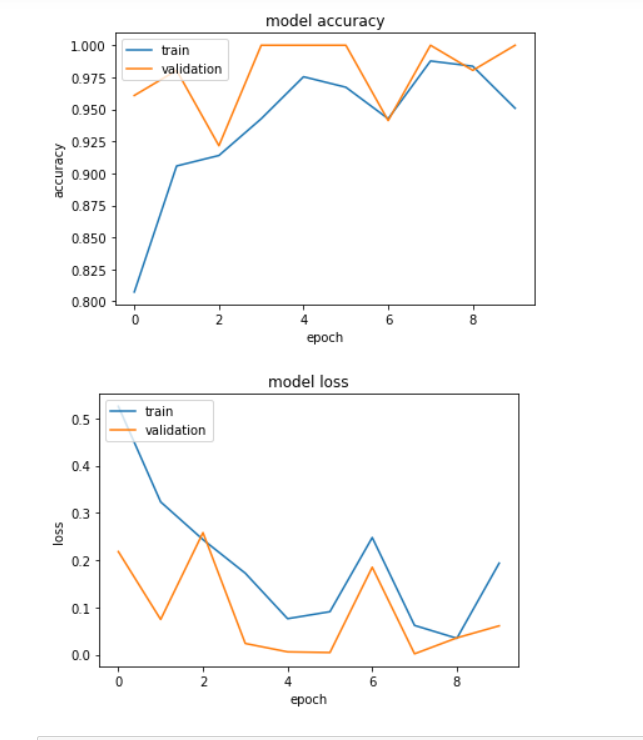 model accuracy
1.000
0.975
0.950
0.925
0.900
0.875
0.850
0.825
0.800
accuracy
train
validation
0 2 4 6 8
epoch
model loss
0.5
0.4
0.3
0.2
0.1
0.0
loss
train
validation
0 2 4 6 8
epoch